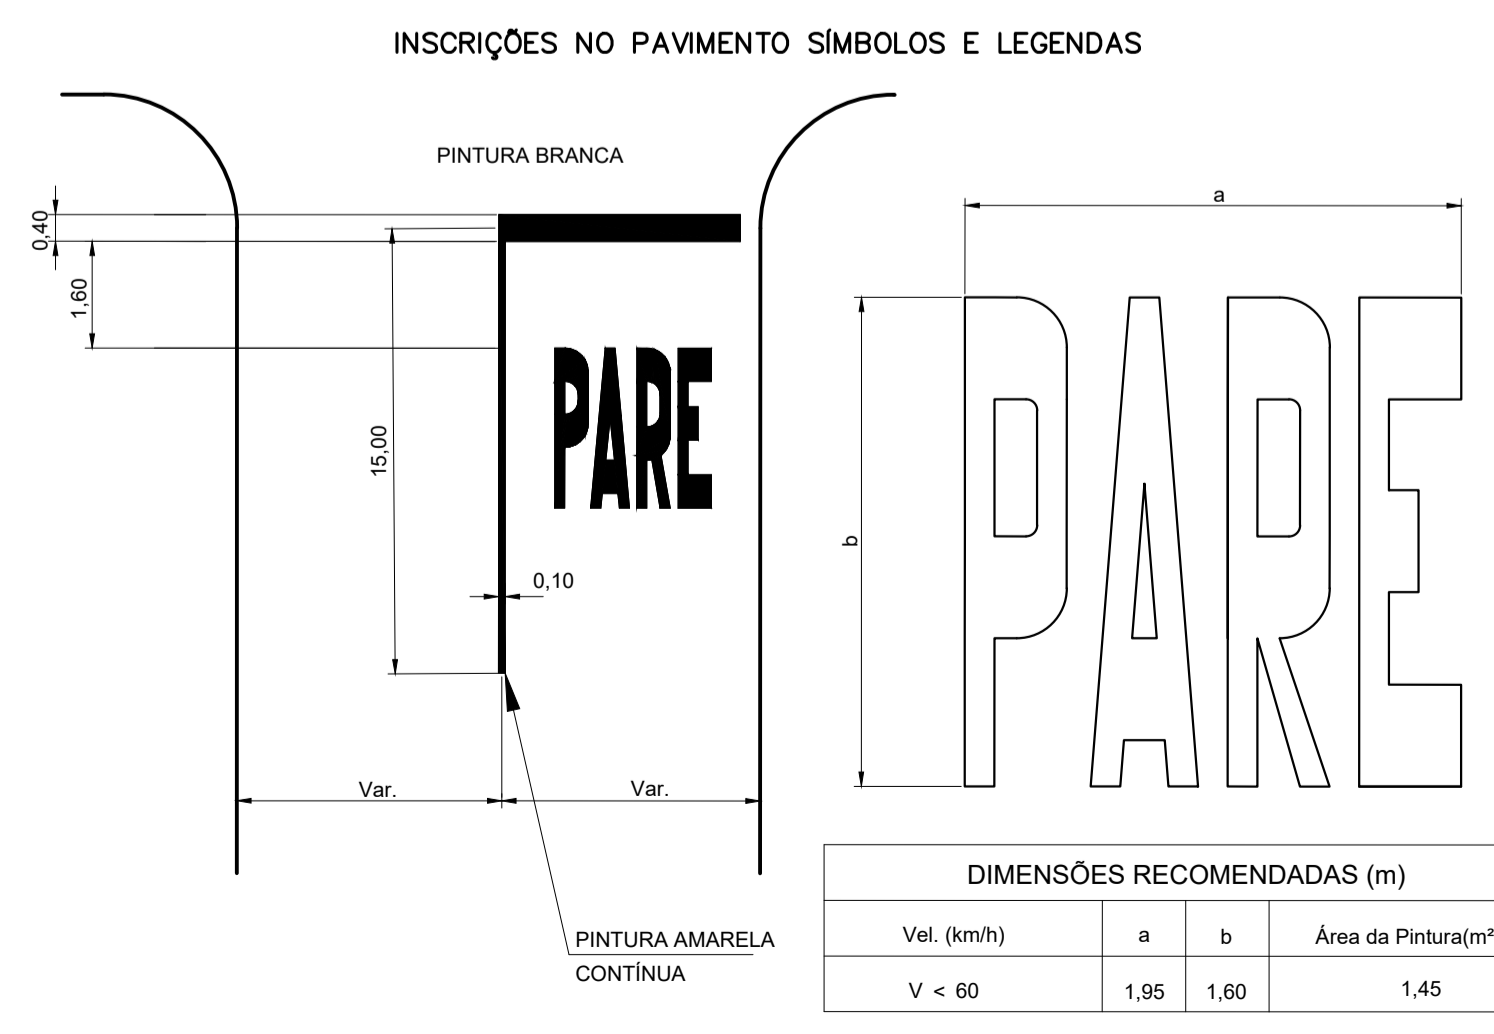 INSCRIÇÕES NO PAVIMENTO SÍMBOLOS E LEGENDAS
PINTURA BRANCA
0,40
1,60
15,00
PARE
0,10
Var.
Var.
PINTURA AMARELA
CONTÍNUA
a
b
PARE
DIMENSÕES RECOMENDADAS (m)
Vel. (km/h) a b Área da Pintura(m²
V < 60 1,95 1,60 1,45